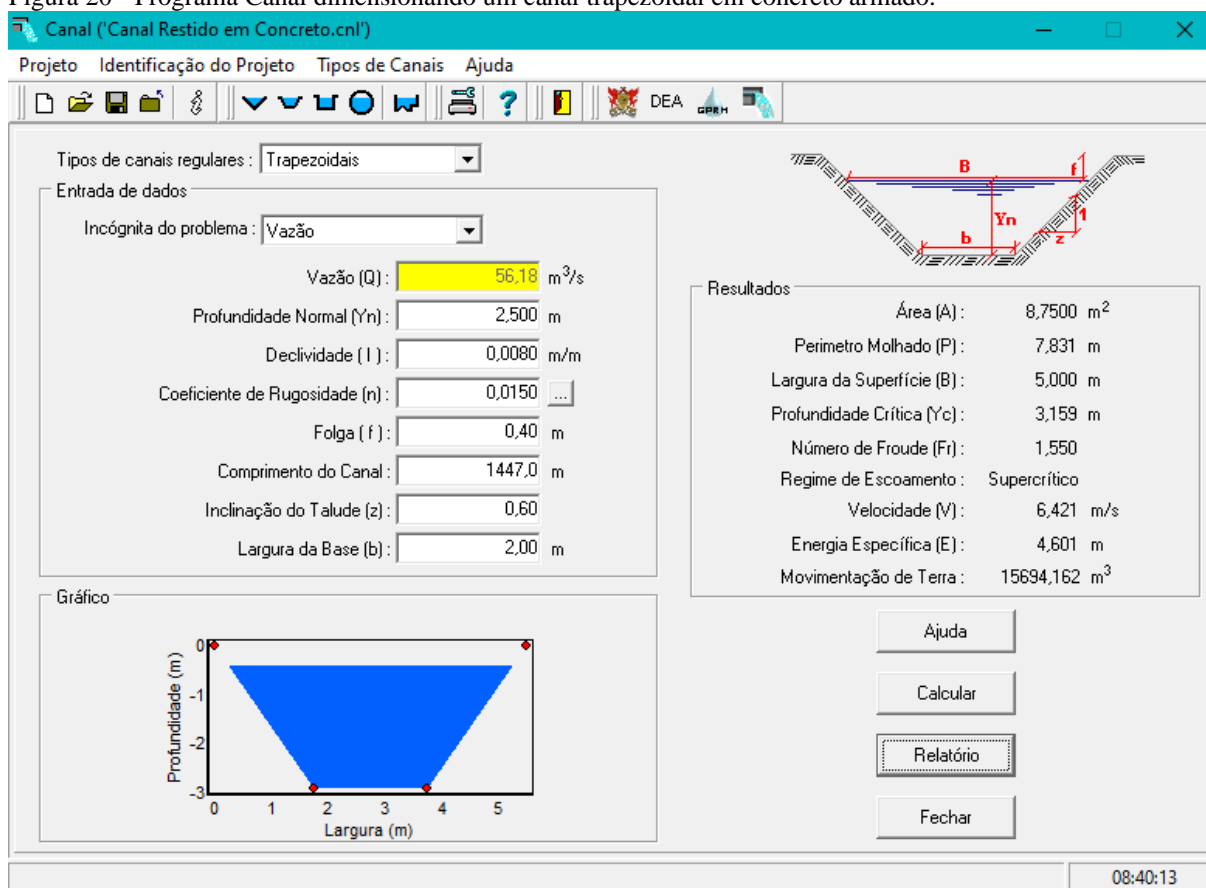 Figura 20 - Programa Canal dimensionando um canal trapezoidal em concreto armado.
Canal ('Canal Restido em Concreto.cnl')
Projeto Identificação do Projeto Tipos de Canais Ajuda
DEA GPRH
Tipos de canais regulares : Trapezoidais
Entrada de dados
Incógnita do problema : Vazão
Vazão (Q) : 56,18 m³/s
Profundidade Normal (Yn) : 2,500 m
Declividade ( I ) : 0,0080 m/m
Coeficiente de Rugosidade (n) : 0,0150 ...
Folga ( f ) : 0,40 m
Comprimento do Canal : 1447,0 m
Inclinação do Talude (z) : 0,60
Largura da Base (b) : 2,00 m
B f
Yn 1
b z
Resultados
Área (A) : 8,7500 m²
Perimetro Molhado (P) : 7,831 m
Largura da Superfície (B) : 5,000 m
Profundidade Crítica (Yc) : 3,159 m
Número de Froude (Fr) : 1,550
Regime de Escoamento : Supercrítico
Velocidade (V) : 6,421 m/s
Energia Específica (E) : 4,601 m
Movimentação de Terra : 15694,162 m³
Gráfico
Profundidade (m)
0
-1
-2
-3
0 1 2 3 4 5
Largura (m)
Ajuda
Calcular
Relatório
Fechar
08:40:13